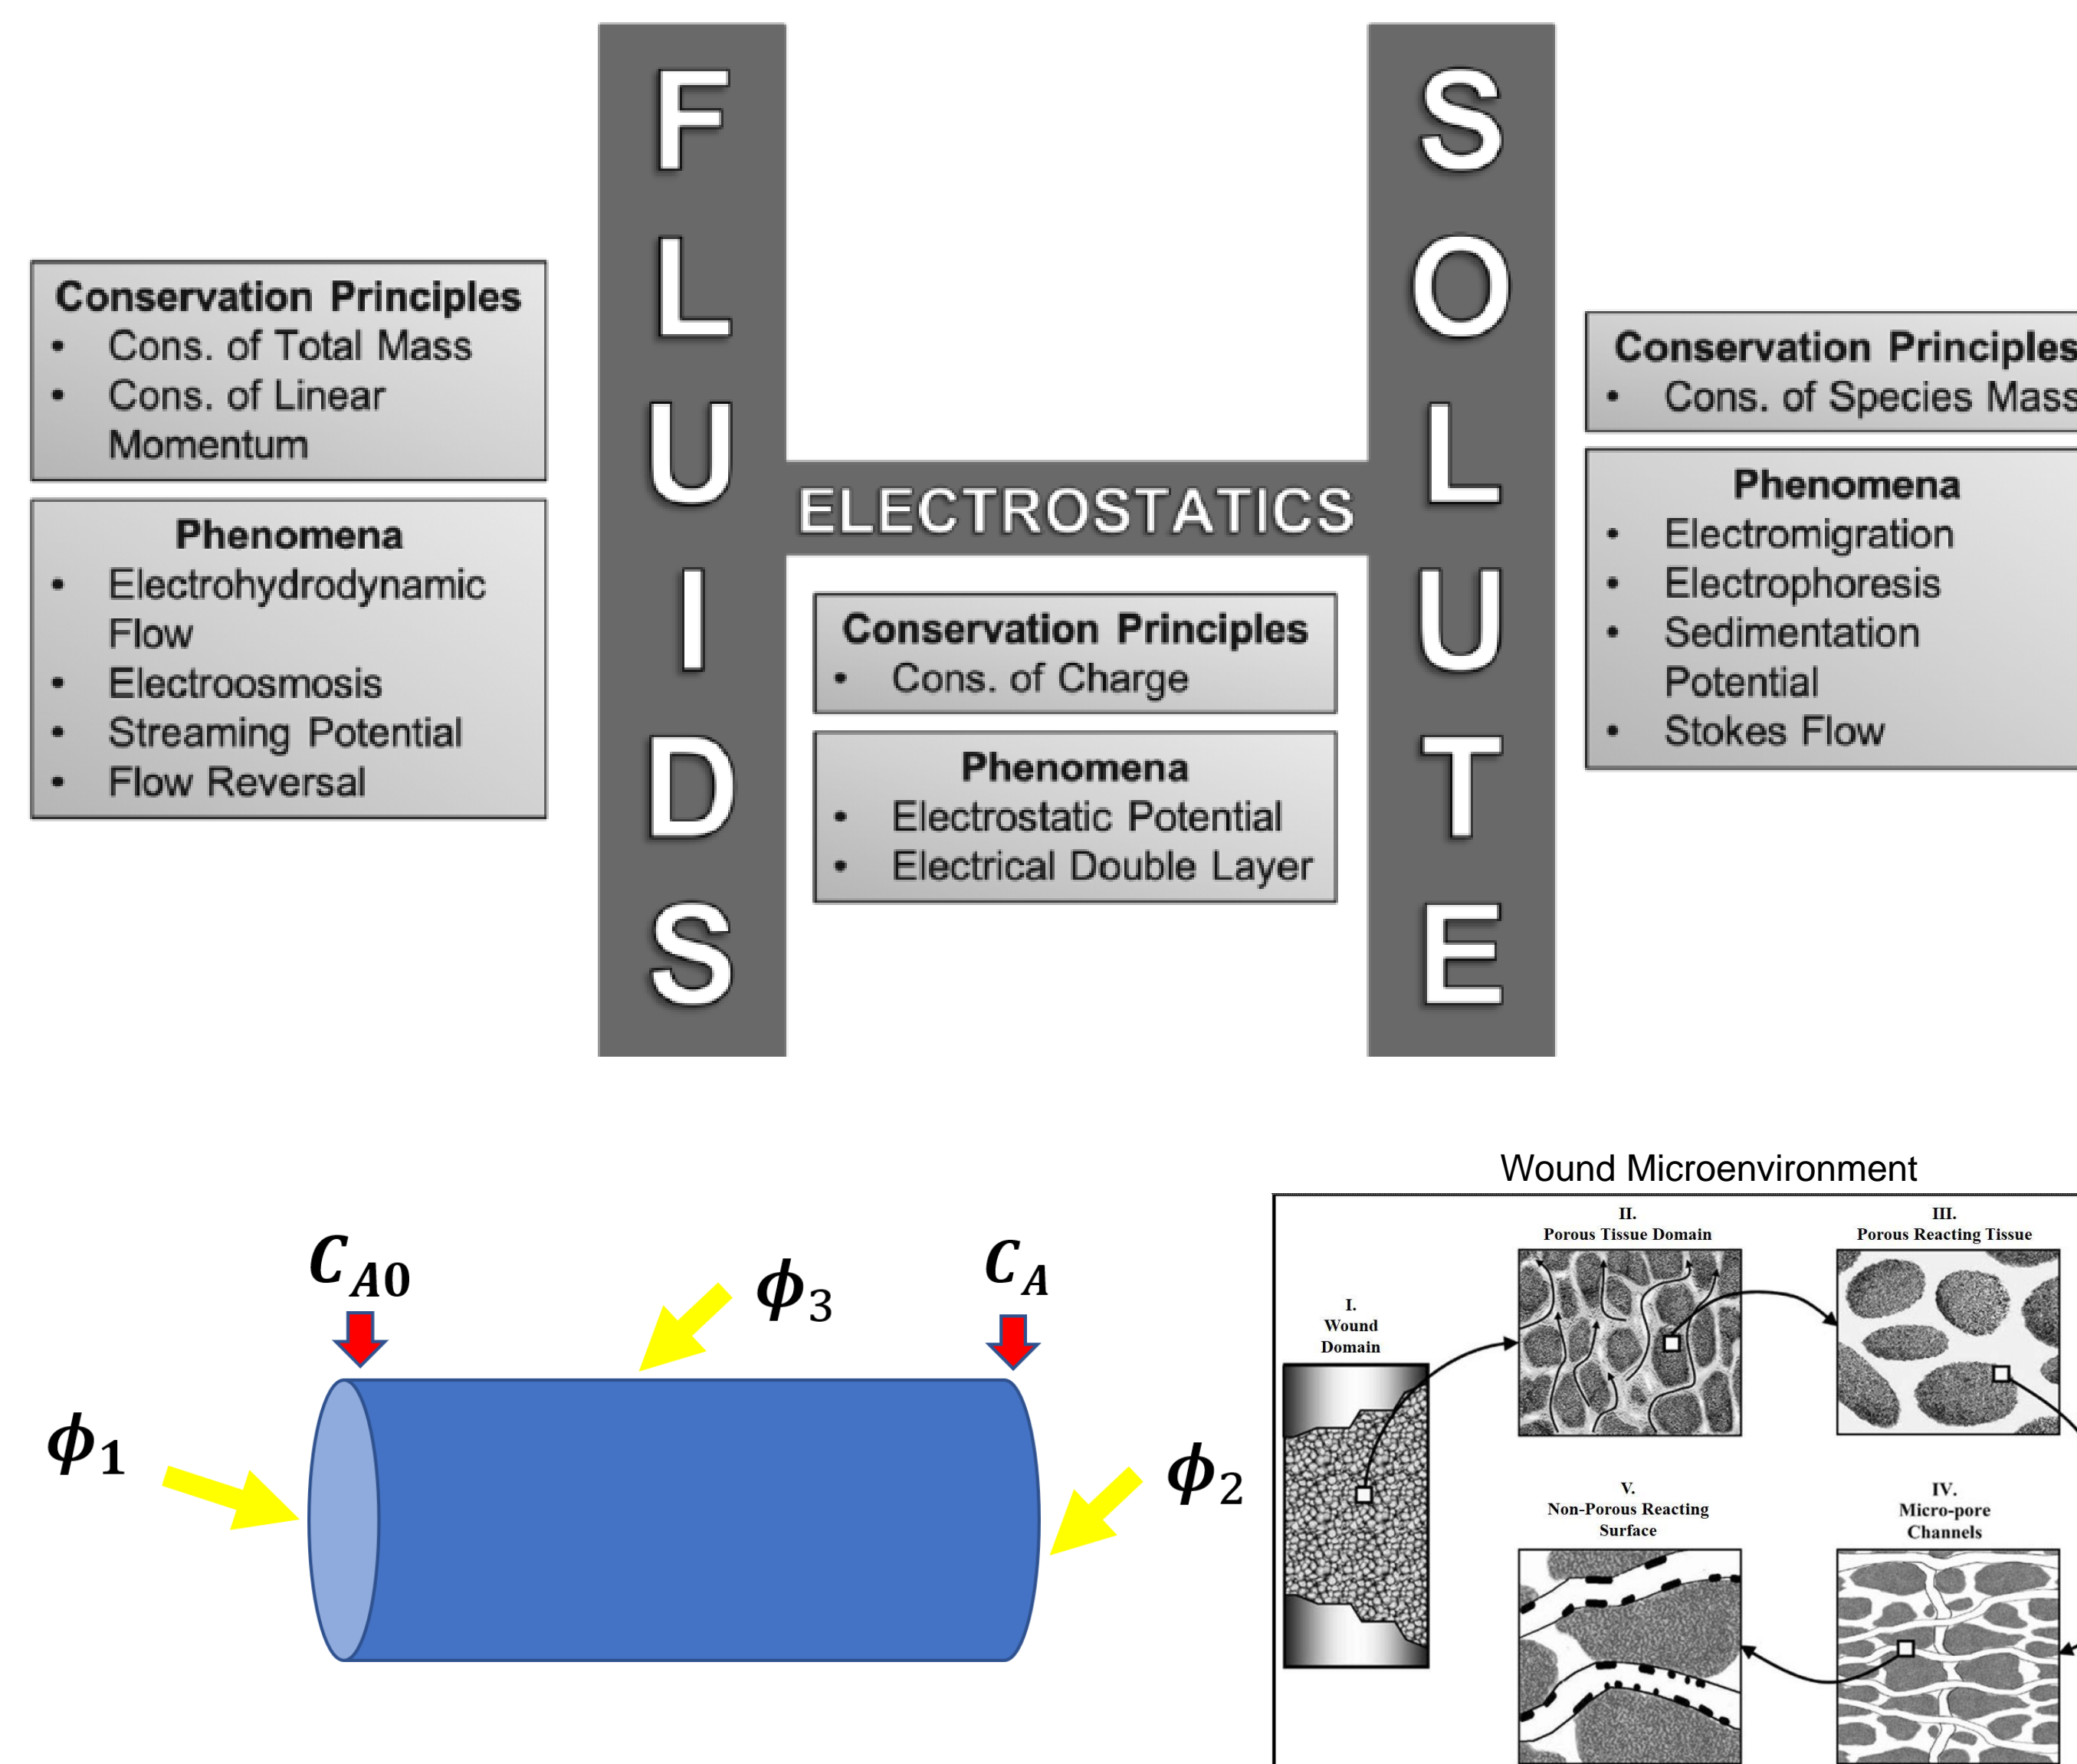 FLUIDS
SOLUTE
ELECTROSTATICS
Conservation Principles
• Cons. of Total Mass
• Cons. of Linear
Momentum
Phenomena
• Electrohydrodynamic
Flow
• Electroosmosis
• Streaming Potential
• Flow Reversal
Conservation Principles
• Cons. of Charge
Phenomena
• Electrostatic Potential
• Electrical Double Layer
Conservation Principles
• Cons. of Species Mass
Phenomena
• Electromigration
• Electrophoresis
• Sedimentation
Potential
• Stokes Flow
C_A0
ϕ_3
C_A
ϕ_1
ϕ_2
Wound Microenvironment
I.
Wound
Domain
II.
Porous Tissue Domain
III.
Porous Reacting Tissue
V.
Non-Porous Reacting
Surface
IV.
Micro-pore
Channels